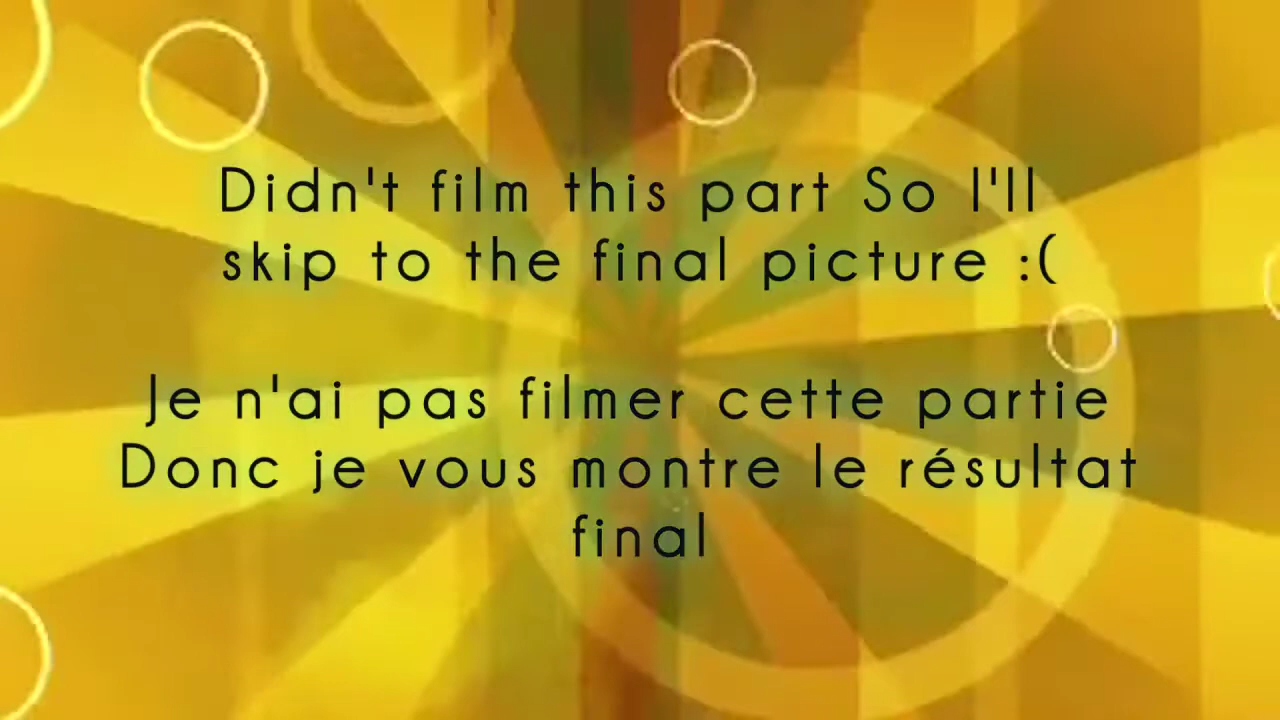 Didn't film this part So I'll
skip to the final picture :(
Je n'ai pas filmer cette partie
Donc je vous montre le résultat
final